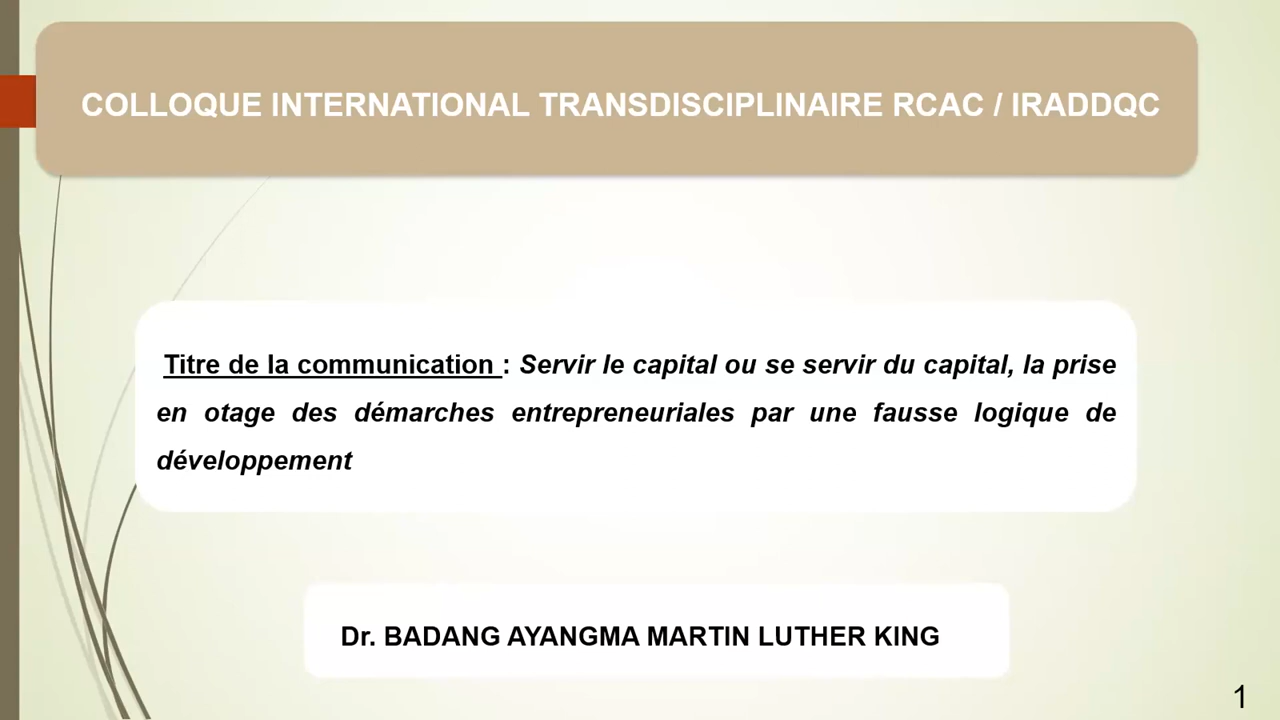 COLLOQUE INTERNATIONAL TRANSDISCIPLINAIRE RCAC / IRADDQC
Titre de la communication : Servir le capital ou se servir du capital, la prise
en otage des démarches entrepreneuriales par une fausse logique de
développement
Dr. BADANG AYANGMA MARTIN LUTHER KING
1